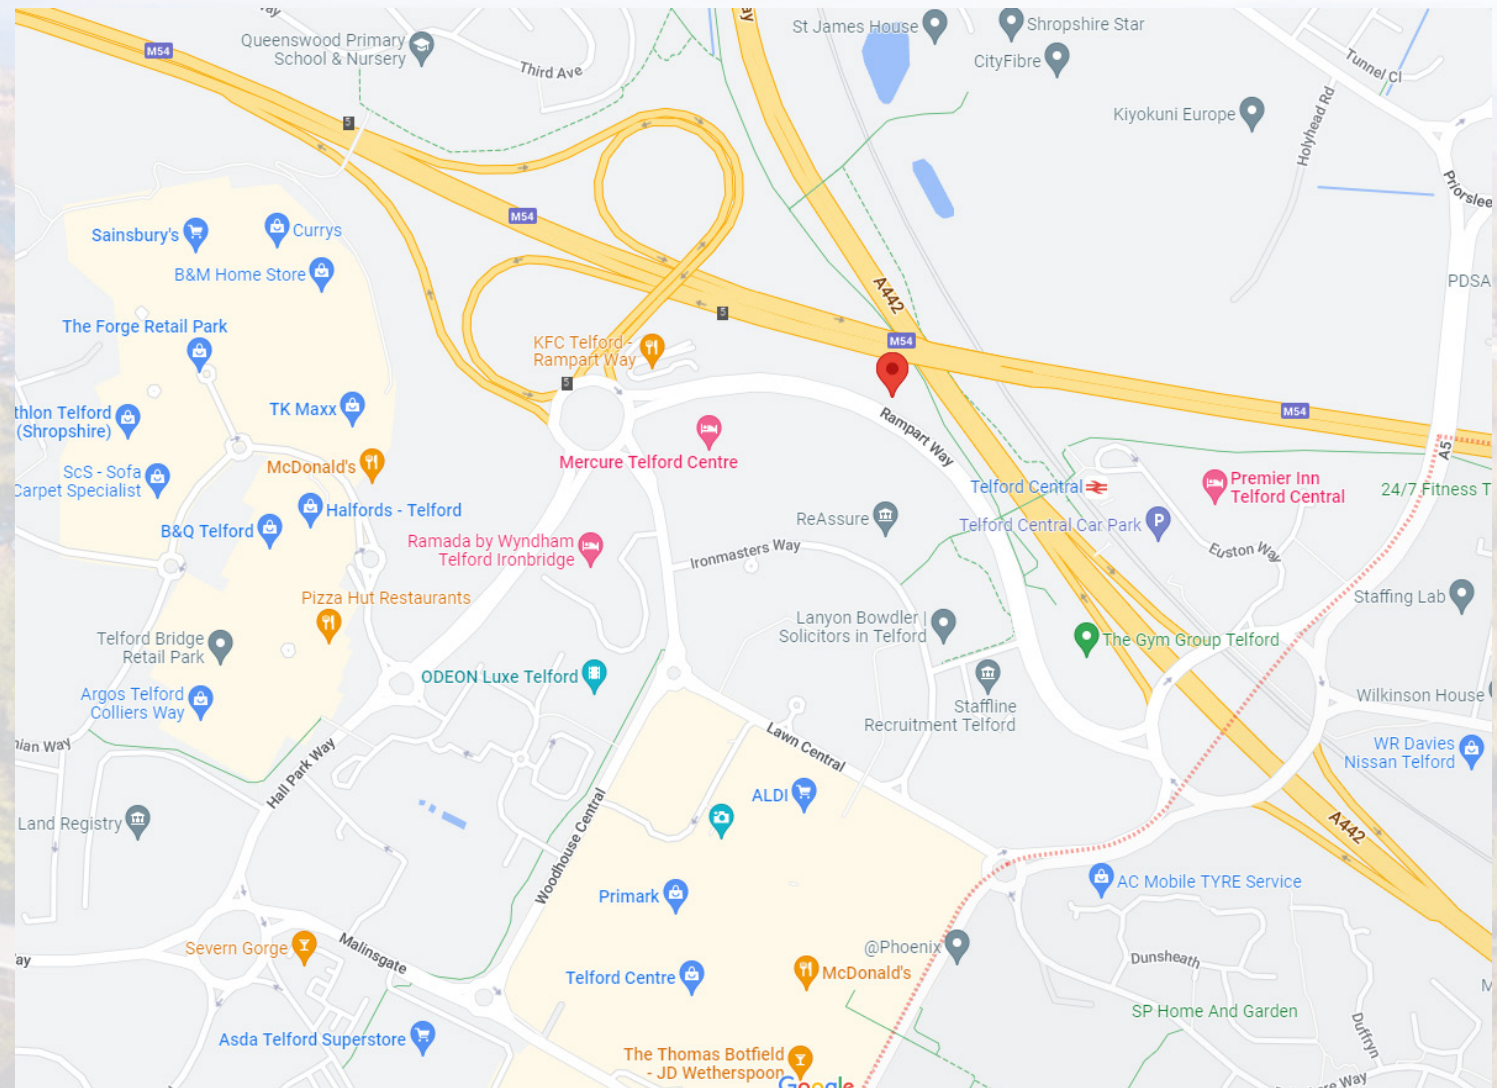 St James House
Shropshire Star
Queenswood Primary
School & Nursery
M54
Third Ave
CityFibre
Tunnel Cl
Kiyokuni Europe
Holyhead Rd
5
Priorslee
M54
Sainsbury's
Currys
B&M Home Store
PDSA
A442
5
The Forge Retail Park
KFC Telford -
Rampart Way
M54
5
TK Maxx
thlon Telford
(Shropshire)
Rampart Way
M54
A5
Mercure Telford Centre
McDonald's
ScS - Sofa
Carpet Specialist
Telford Central
Premier Inn
Telford Central
24/7 Fitness T
Halfords - Telford
B&Q Telford
ReAssure
Telford Central Car Park
Ramada by Wyndham
Telford Ironbridge
Ironmasters Way
Euston Way
Pizza Hut Restaurants
Staffing Lab
Lanyon Bowdler |
Solicitors in Telford
Telford Bridge
Retail Park
The Gym Group Telford
ODEON Luxe Telford
Argos Telford
Colliers Way
Staffline
Recruitment Telford
Wilkinson House
nian Way
Lawn Central
WR Davies
Nissan Telford
Hall Park Way
ALDI
Land Registry
Woodhouse Central
A442
Primark
AC Mobile TYRE Service
Severn Gorge
Malinsgate
@Phoenix
Dunsheath
ay
Telford Centre
McDonald's
SP Home And Garden
Duffryn
Asda Telford Superstore
The Thomas Botfield
- JD Wetherspoon
Google